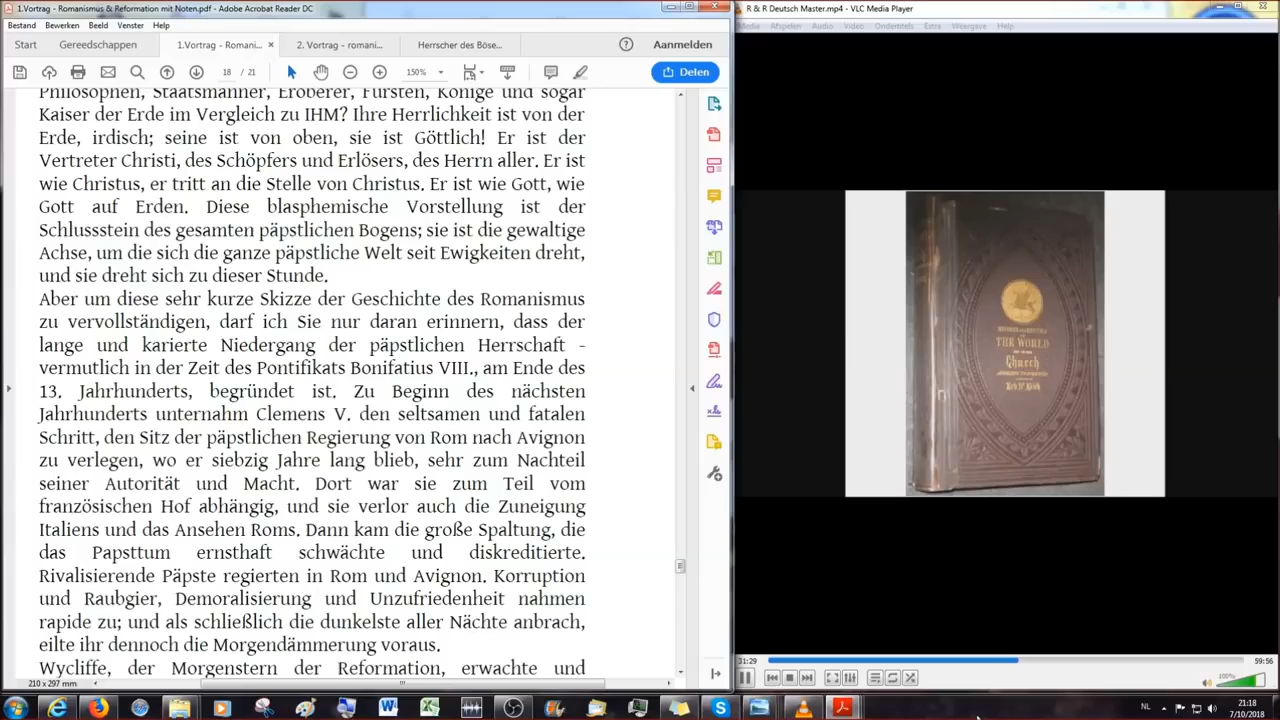 1.Vortrag - Romanismus & Reformation mit Noten.pdf - Adobe Acrobat Reader DC
Bestand Bewerken Beeld Venster Help
Start Gereedschappen 1.Vortrag - Romani... × 2. Vortrag - romani... Herrscher des Böse... Aanmelden
18 / 21 150% Delen
Philosophen, Staatsmänner, Eroberer, Fürsten, Könige und sogar
Kaiser der Erde im Vergleich zu IHM? Ihre Herrlichkeit ist von der
Erde, irdisch; seine ist von oben, sie ist Göttlich! Er ist der
Vertreter Christi, des Schöpfers und Erlösers, des Herrn aller. Er ist
wie Christus, er tritt an die Stelle von Christus. Er ist wie Gott, wie
Gott auf Erden. Diese blasphemische Vorstellung ist der
Schlussstein des gesamten päpstlichen Bogens; sie ist die gewaltige
Achse, um die sich die ganze päpstliche Welt seit Ewigkeiten dreht,
und sie dreht sich zu dieser Stunde.
Aber um diese sehr kurze Skizze der Geschichte des Romanismus
zu vervollständigen, darf ich Sie nur daran erinnern, dass der
lange und karierte Niedergang der päpstlichen Herrschaft -
vermutlich in der Zeit des Pontifikats Bonifatius VIII., am Ende des
13. Jahrhunderts, begründet liegt. Zu Beginn des nächsten
Jahrhunderts unternahm Clemens V. den seltsamen und fatalen
Schritt, den Sitz der päpstlichen Regierung von Rom nach Avignon
zu verlegen, wo er siebzig Jahre lang blieb, sehr zum Nachteil
seiner Autorität und Macht. Dort war sie zum Teil vom
französischen Hof abhängig, und sie verlor auch die Zuneigung
Italiens und das Ansehen Roms. Dann kam die große Spaltung, die
das Papsttum ernsthaft schwächte und diskreditierte.
Rivalisierende Päpste regierten in Rom und Avignon. Korruption
und Raubgier, Demoralisierung und Unzufriedenheit nahmen
rapide zu; und als schließlich die dunkelste aller Nächte anbrach,
eilte ihr dennoch die Morgendämmerung voraus.
Wycliffe, der Morgenstern der Reformation, erwachte und
210 x 297 mm
R & R Deutsch Master.mp4 - VLC Media Player
Media Afspelen Audio Video Ondertitels Extra Weergave Help
THE WORLD
Church
31:29 59:56
100%
NL 21:18
7/10/2018